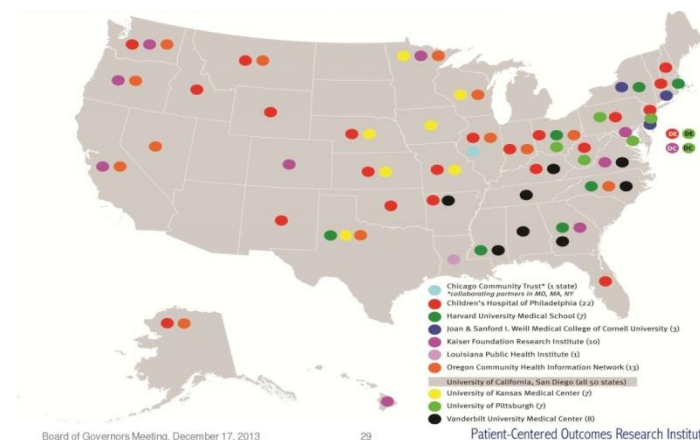 DE DE
DC DC
Chicago Community Trust* (1 state)
*collaborating partners in MD, MA, NY
Children's Hospital of Philadelphia (22)
Harvard University Medical School (7)
Joan & Sanford I. Weill Medical College of Cornell University (3)
Kaiser Foundation Research Institute (10)
Louisiana Public Health Institute (1)
Oregon Community Health Information Network (13)
University of California, San Diego (all 50 states)
University of Kansas Medical Center (7)
University of Pittsburgh (7)
Vanderbilt University Medical Center (8)
Board of Governors Meeting, December 17, 2013
29
Patient-Centered Outcomes Research Institut